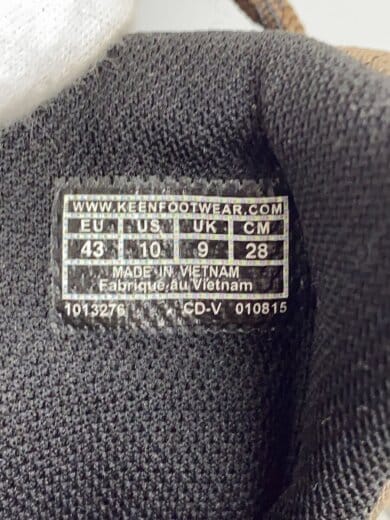 WWW.KEENFOOTWEAR.COM
EU US UK CM
43 10 9 28
MADE IN VIETNAM
Fabriqué au Vietnam
1013276 CD-V 010815